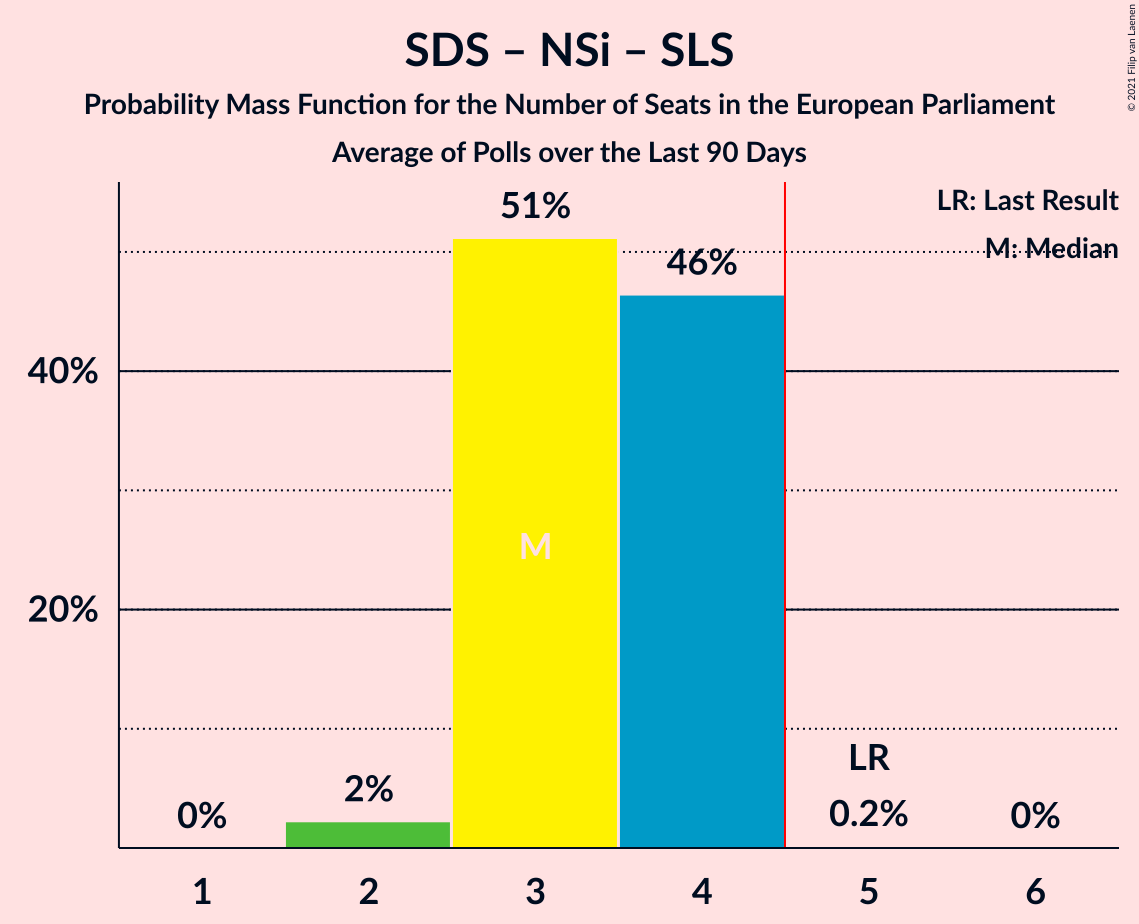 SDS – NSi – SLS
Probability Mass Function for the Number of Seats in the European Parliament
Average of Polls over the Last 90 Days
© 2021 Filip van Laenen
LR: Last Result
M: Median
51%
46%
40%
M
20%
LR
0%
2%
0.2%
0%
1 2 3 4 5 6